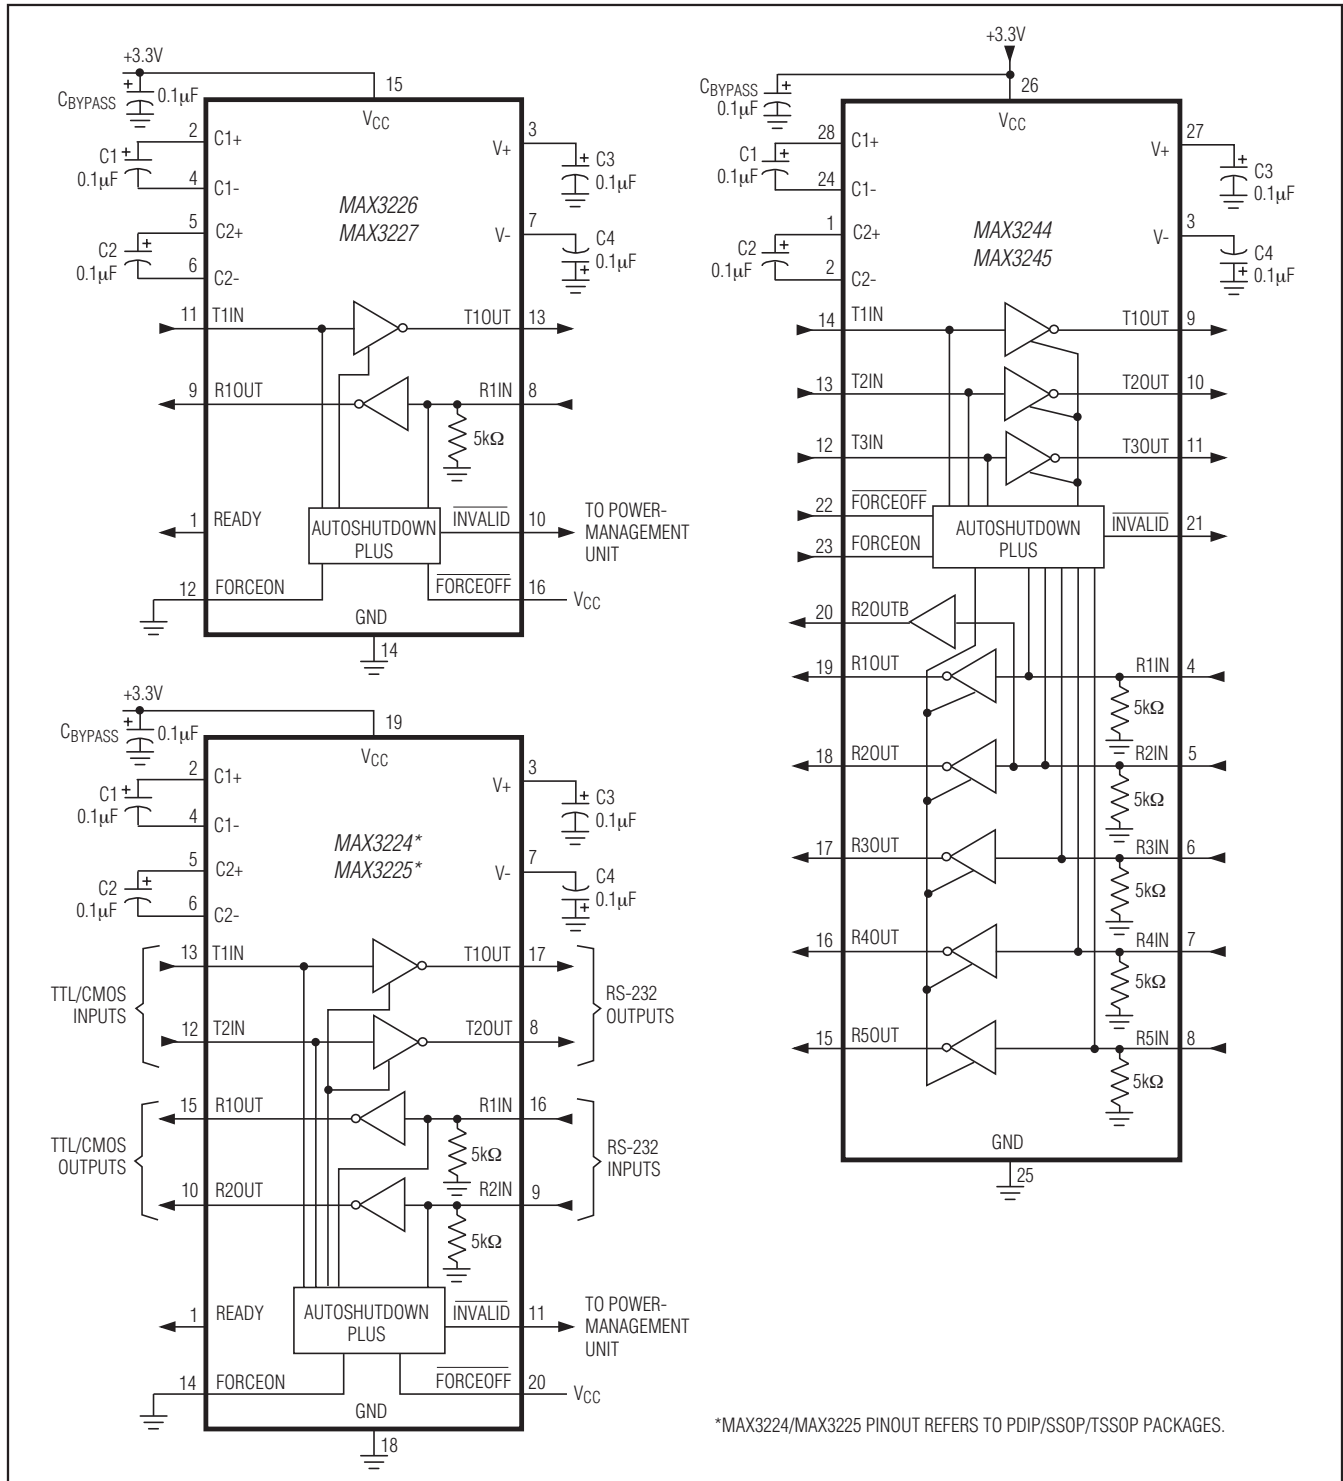 +3.3V
CBYPASS
0.1µF
15
VCC
2
C1+
C1
0.1µF
4
C1-
5
C2+
C2
0.1µF
6
C2-
MAX3226
MAX3227
3
V+
C3
0.1µF
7
V-
C4
0.1µF
11
T1IN
T1OUT
13
9
R1OUT
R1IN
8
5kΩ
1
READY
AUTOSHUTDOWN
PLUS
INVALID
10
TO POWER-
MANAGEMENT
UNIT
12
FORCEON
FORCEOFF
16
VCC
GND
14
+3.3V
CBYPASS
0.1µF
19
VCC
2
C1+
C1
0.1µF
4
C1-
5
C2+
C2
0.1µF
6
C2-
MAX3224*
MAX3225*
3
V+
C3
0.1µF
7
V-
C4
0.1µF
TTL/CMOS
INPUTS
13
T1IN
T1OUT
17
12
T2IN
T2OUT
8
RS-232
OUTPUTS
TTL/CMOS
OUTPUTS
15
R1OUT
R1IN
16
5kΩ
10
R2OUT
R2IN
9
5kΩ
RS-232
INPUTS
1
READY
AUTOSHUTDOWN
PLUS
INVALID
11
TO POWER-
MANAGEMENT
UNIT
14
FORCEON
FORCEOFF
20
VCC
GND
18
+3.3V
CBYPASS
0.1µF
26
VCC
28
C1+
C1
0.1µF
24
C1-
1
C2+
C2
0.1µF
2
C2-
MAX3244
MAX3245
27
V+
C3
0.1µF
3
V-
C4
0.1µF
14
T1IN
T1OUT
9
13
T2IN
T2OUT
10
12
T3IN
T3OUT
11
22
FORCEOFF
23
FORCEON
AUTOSHUTDOWN
PLUS
INVALID
21
20
R2OUTB
19
R1OUT
R1IN
4
5kΩ
18
R2OUT
R2IN
5
5kΩ
17
R3OUT
R3IN
6
5kΩ
16
R4OUT
R4IN
7
5kΩ
15
R5OUT
R5IN
8
5kΩ
GND
25
*MAX3224/MAX3225 PINOUT REFERS TO PDIP/SSOP/TSSOP PACKAGES.